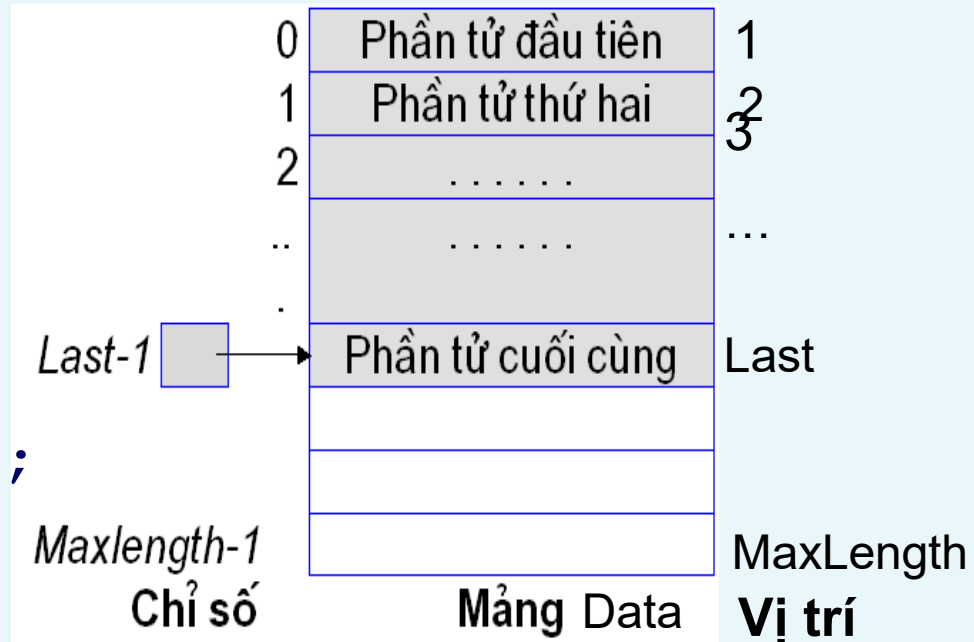 0 Phần tử đầu tiên 1
1 Phần tử thứ hai 2
3
2 . . . . . .
.. . . . . . . …
.
Last-1 Phần tử cuối cùng Last
;
Maxlength-1 MaxLength
Chỉ số Mảng Data Vị trí